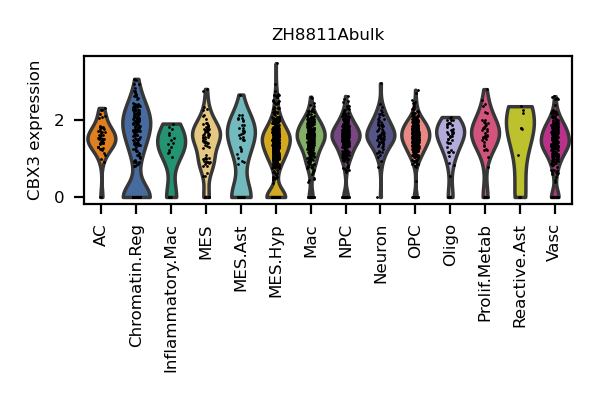 ZH8811Abulk
CBX3 expression
2
0
AC
Chromatin.Reg
Inflammatory.Mac
MES
MES.Ast
MES.Hyp
Mac
NPC
Neuron
OPC
Oligo
Prolif.Metab
Reactive.Ast
Vasc